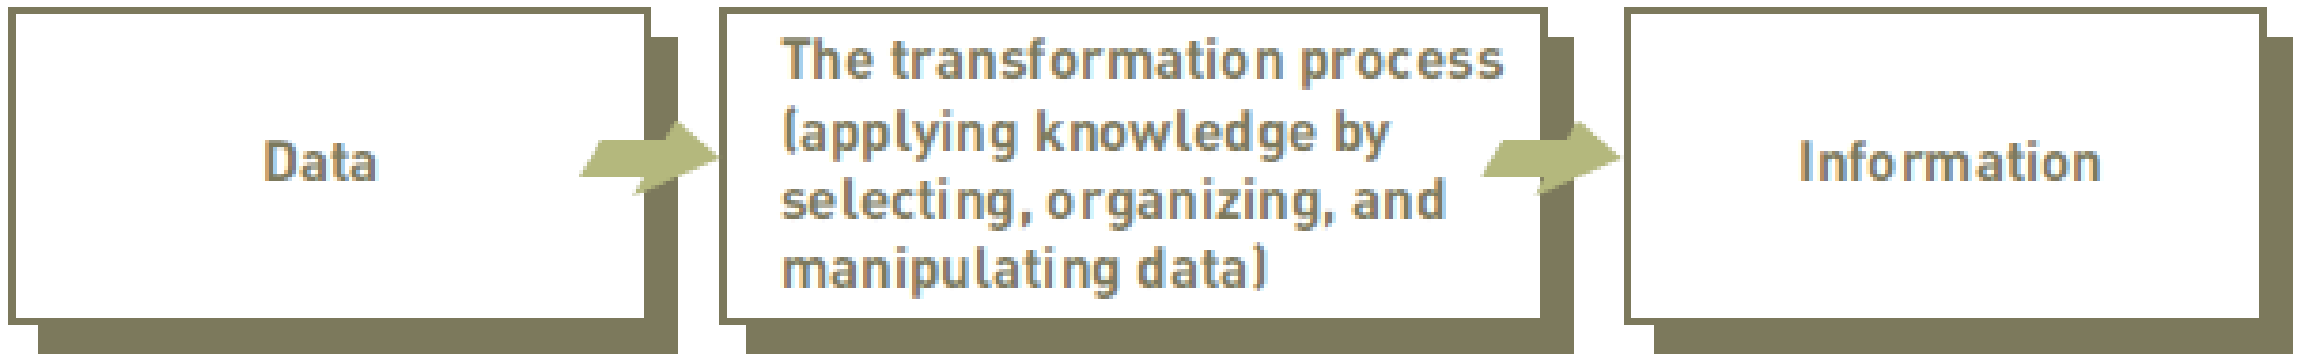 Data
The transformation process
(applying knowledge by
selecting, organizing, and
manipulating data)
Information